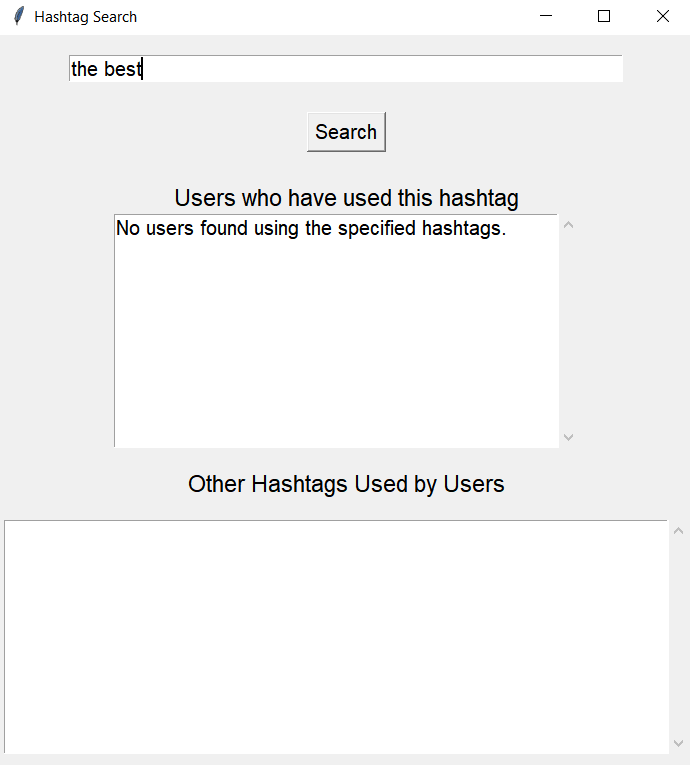 Hashtag Search
the best
Search
Users who have used this hashtag
No users found using the specified hashtags.
Other Hashtags Used by Users